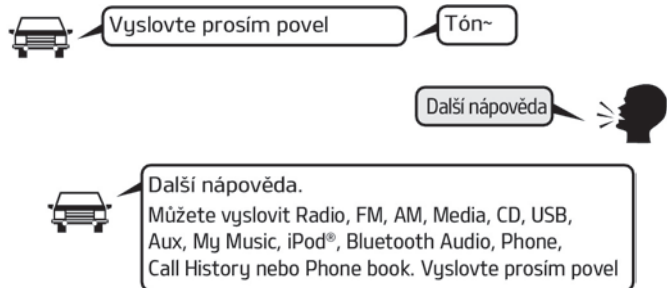 Vyslovte prosím povel
Tón~
Další nápověda
Další nápověda.
Můžete vyslovit Radio, FM, AM, Media, CD, USB,
Aux, My Music, iPod®, Bluetooth Audio, Phone,
Call History nebo Phone book. Vyslovte prosím povel